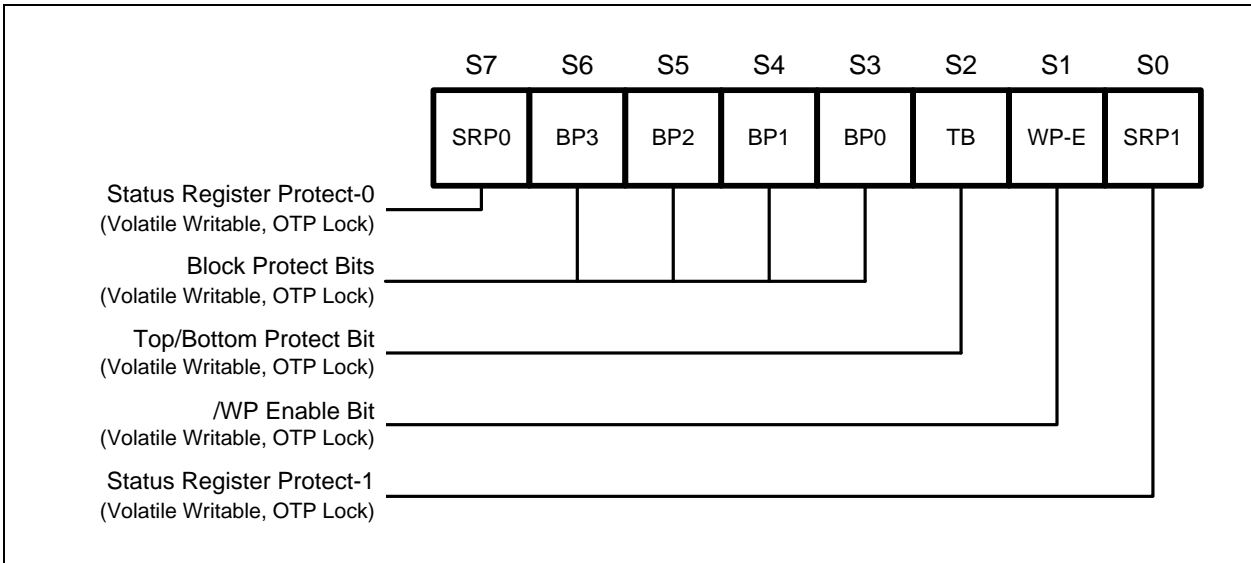 S7 S6 S5 S4 S3 S2 S1 S0
SRP0 BP3 BP2 BP1 BP0 TB WP-E SRP1
Status Register Protect-0
(Volatile Writable, OTP Lock)
Block Protect Bits
(Volatile Writable, OTP Lock)
Top/Bottom Protect Bit
(Volatile Writable, OTP Lock)
/WP Enable Bit
(Volatile Writable, OTP Lock)
Status Register Protect-1
(Volatile Writable, OTP Lock)